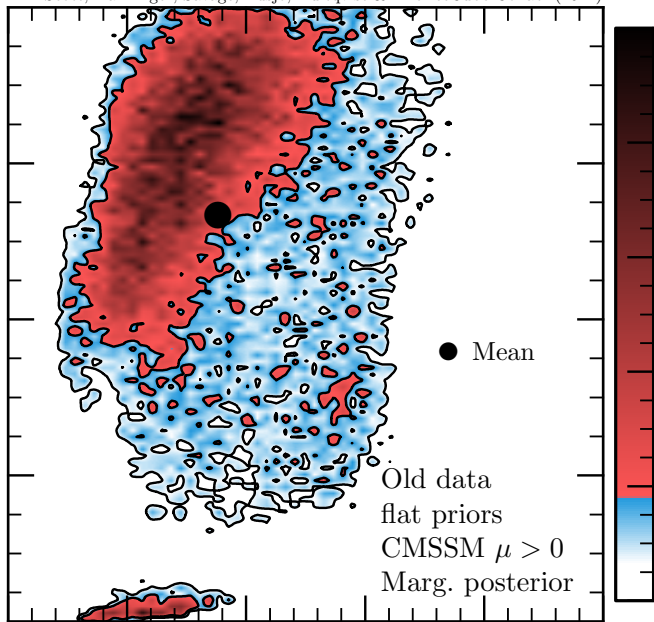 Mean
Old data
flat priors
CMSSM μ > 0
Marg. posterior